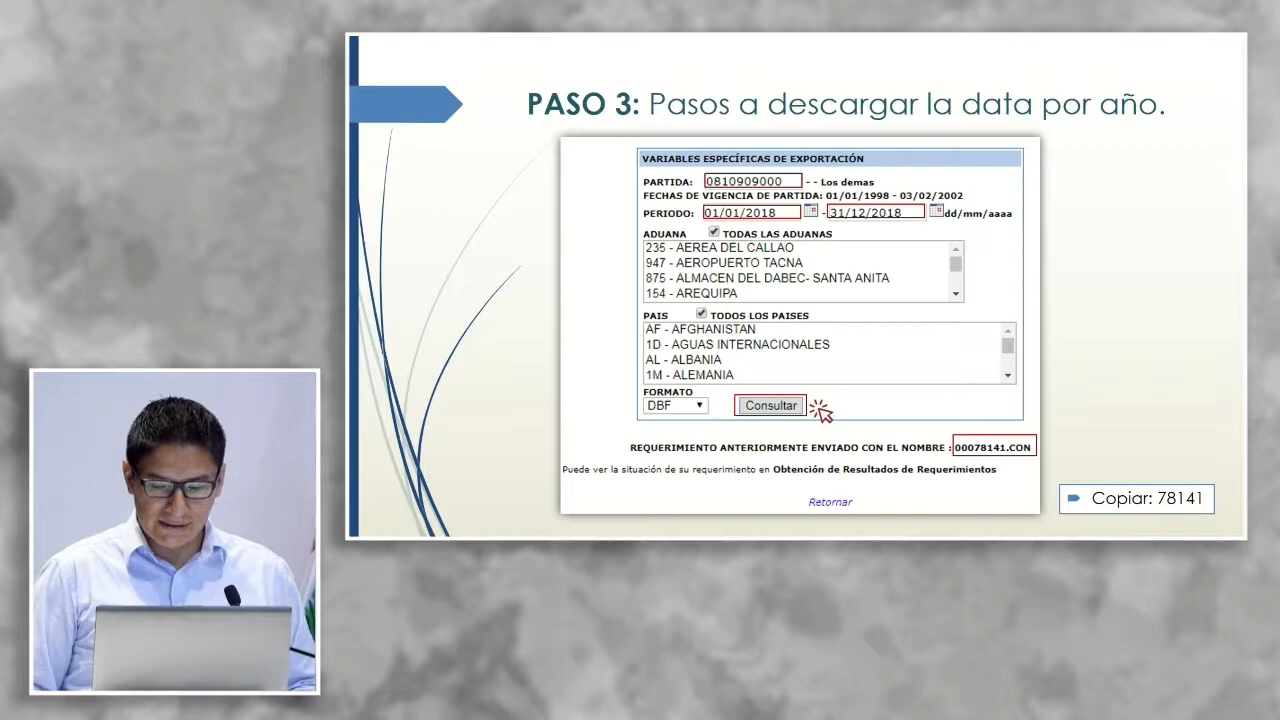 PASO 3: Pasos a descargar la data por año.
VARIABLES ESPECÍFICAS DE EXPORTACIÓN
PARTIDA: 0810909000 - - Los demas
FECHAS DE VIGENCIA DE PARTIDA: 01/01/1998 - 03/02/2002
PERIODO: 01/01/2018 - 31/12/2018 dd/mm/aaaa
ADUANA TODAS LAS ADUANAS
235 - AEREA DEL CALLAO
947 - AEROPUERTO TACNA
875 - ALMACEN DEL DABEC- SANTA ANITA
154 - AREQUIPA
PAIS TODOS LOS PAISES
AF - AFGHANISTAN
1D - AGUAS INTERNACIONALES
AL - ALBANIA
1M - ALEMANIA
FORMATO
DBF Consultar
REQUERIMIENTO ANTERIORMENTE ENVIADO CON EL NOMBRE : 00078141.CON
Puede ver la situación de su requerimiento en Obtención de Resultados de Requerimientos
Retornar
Copiar: 78141